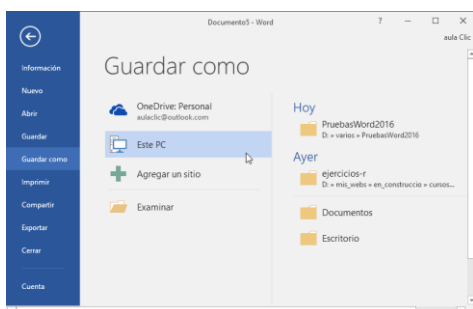 Documento5 - Word
?
aula Clic
Información
Nuevo
Abrir
Guardar
Guardar como
Imprimir
Compartir
Exportar
Cerrar
Cuenta
Guardar como
OneDrive: Personal
aulaclic@outlook.com
Este PC
Agregar un sitio
Examinar
Hoy
PruebasWord2016
D: » varios » PruebasWord2016
Ayer
ejercicios-r
D: » mis_webs » en_construccio » cursos...
Documentos
Escritorio